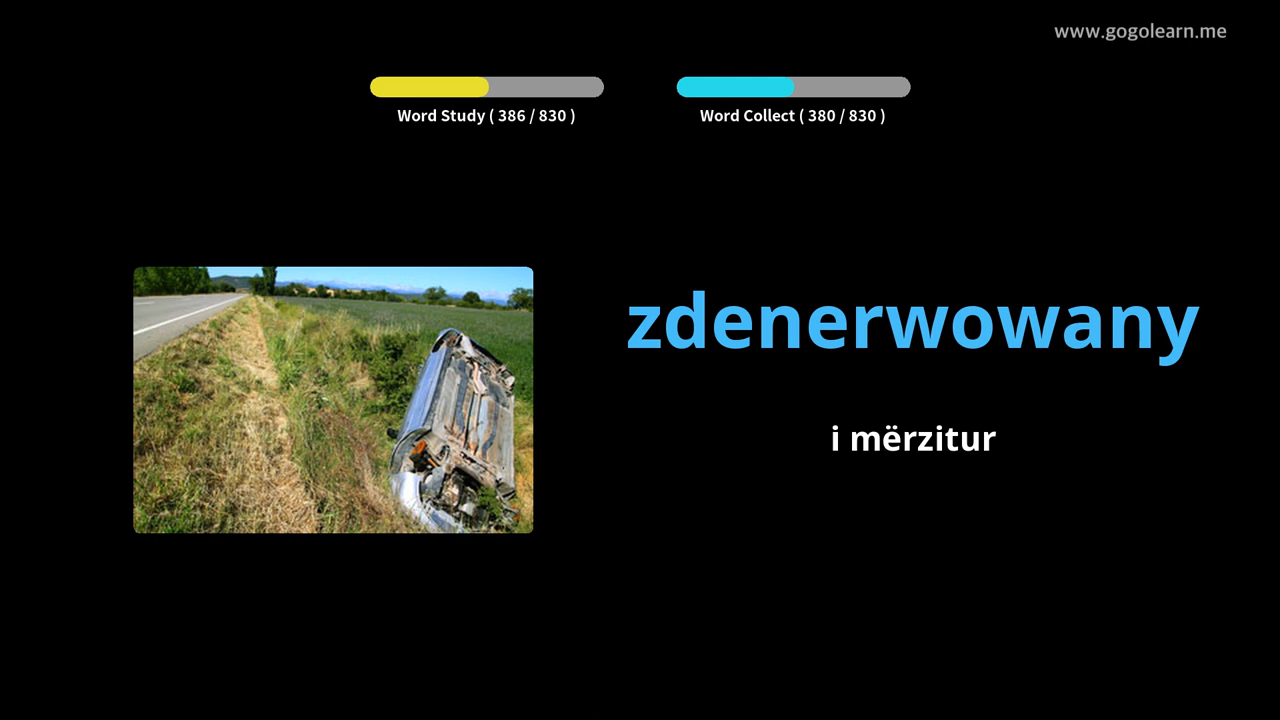 www.gogolearn.me
Word Study ( 386 / 830 )
Word Collect ( 380 / 830 )
zdenerwowany
i mërzitur